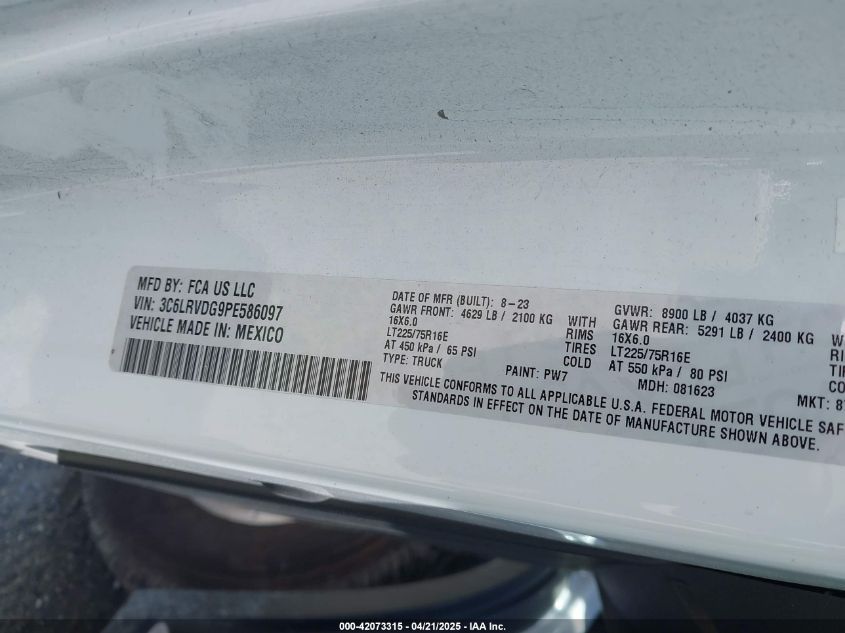 MFD BY: FCA US LLC
VIN: 3C6LRVDG9PE586097
VEHICLE MADE IN: MEXICO
DATE OF MFR (BUILT): 8-23
GAWR FRONT: 4629 LB / 2100 KG WITH
16X6.0 RIMS
LT225/75R16E TIRES
AT 450 kPa / 65 PSI COLD
TYPE: TRUCK
PAINT: PW7
GVWR: 8900 LB / 4037 KG
GAWR REAR: 5291 LB / 2400 KG
16X6.0
LT225/75R16E
AT 550 kPa / 80 PSI
MDH: 081623
MKT:
THIS VEHICLE CONFORMS TO ALL APPLICABLE U.S.A. FEDERAL MOTOR VEHICLE SAF
STANDARDS IN EFFECT ON THE DATE OF MANUFACTURE SHOWN ABOVE.
000-42073315 - 04/21/2025 - IAA Inc.